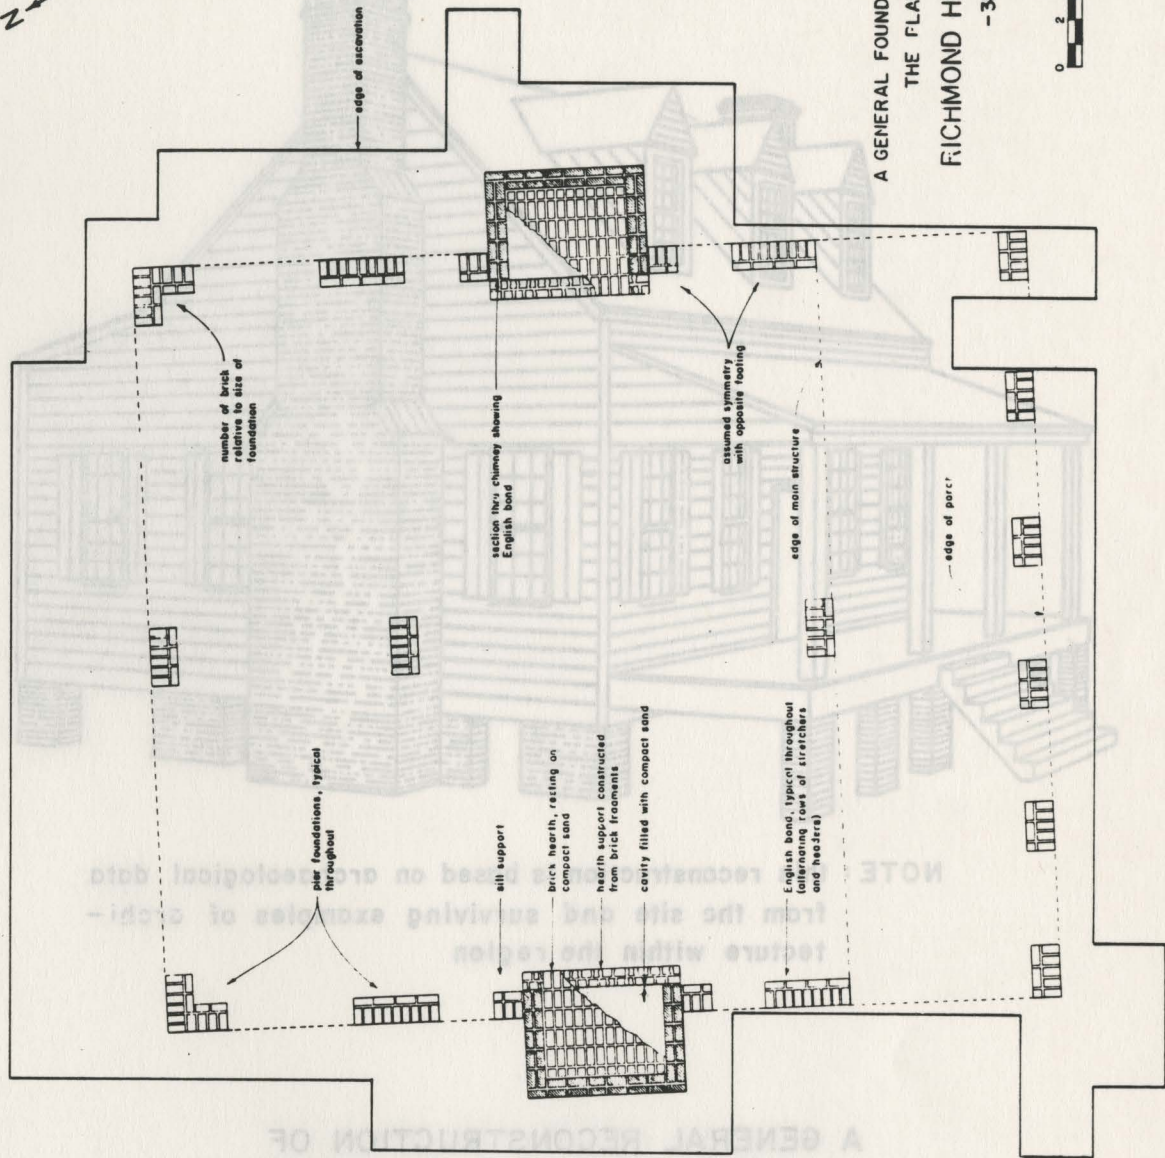 N
edge of excavation
A GENERAL FOUND
THE FLA
RICHMOND H
-3
0 2
number of brick
relative to size of
foundation
section thru chimney showing
English bond
assumed symmetry
with opposite footing
edge of main structure
edge of porch
pier foundations, typical
throughout
sill support
brick hearth, resting on
compact sand
hearth support constructed
from brick fragments
cavity filled with compact sand
English bond, typical throughout
(alternating rows of stretchers
and headers)
NOTE : this reconstruction is based on archaeological data
from the site and surviving examples of archi-
tecture within the region
A GENERAL RECONSTRUCTION OF